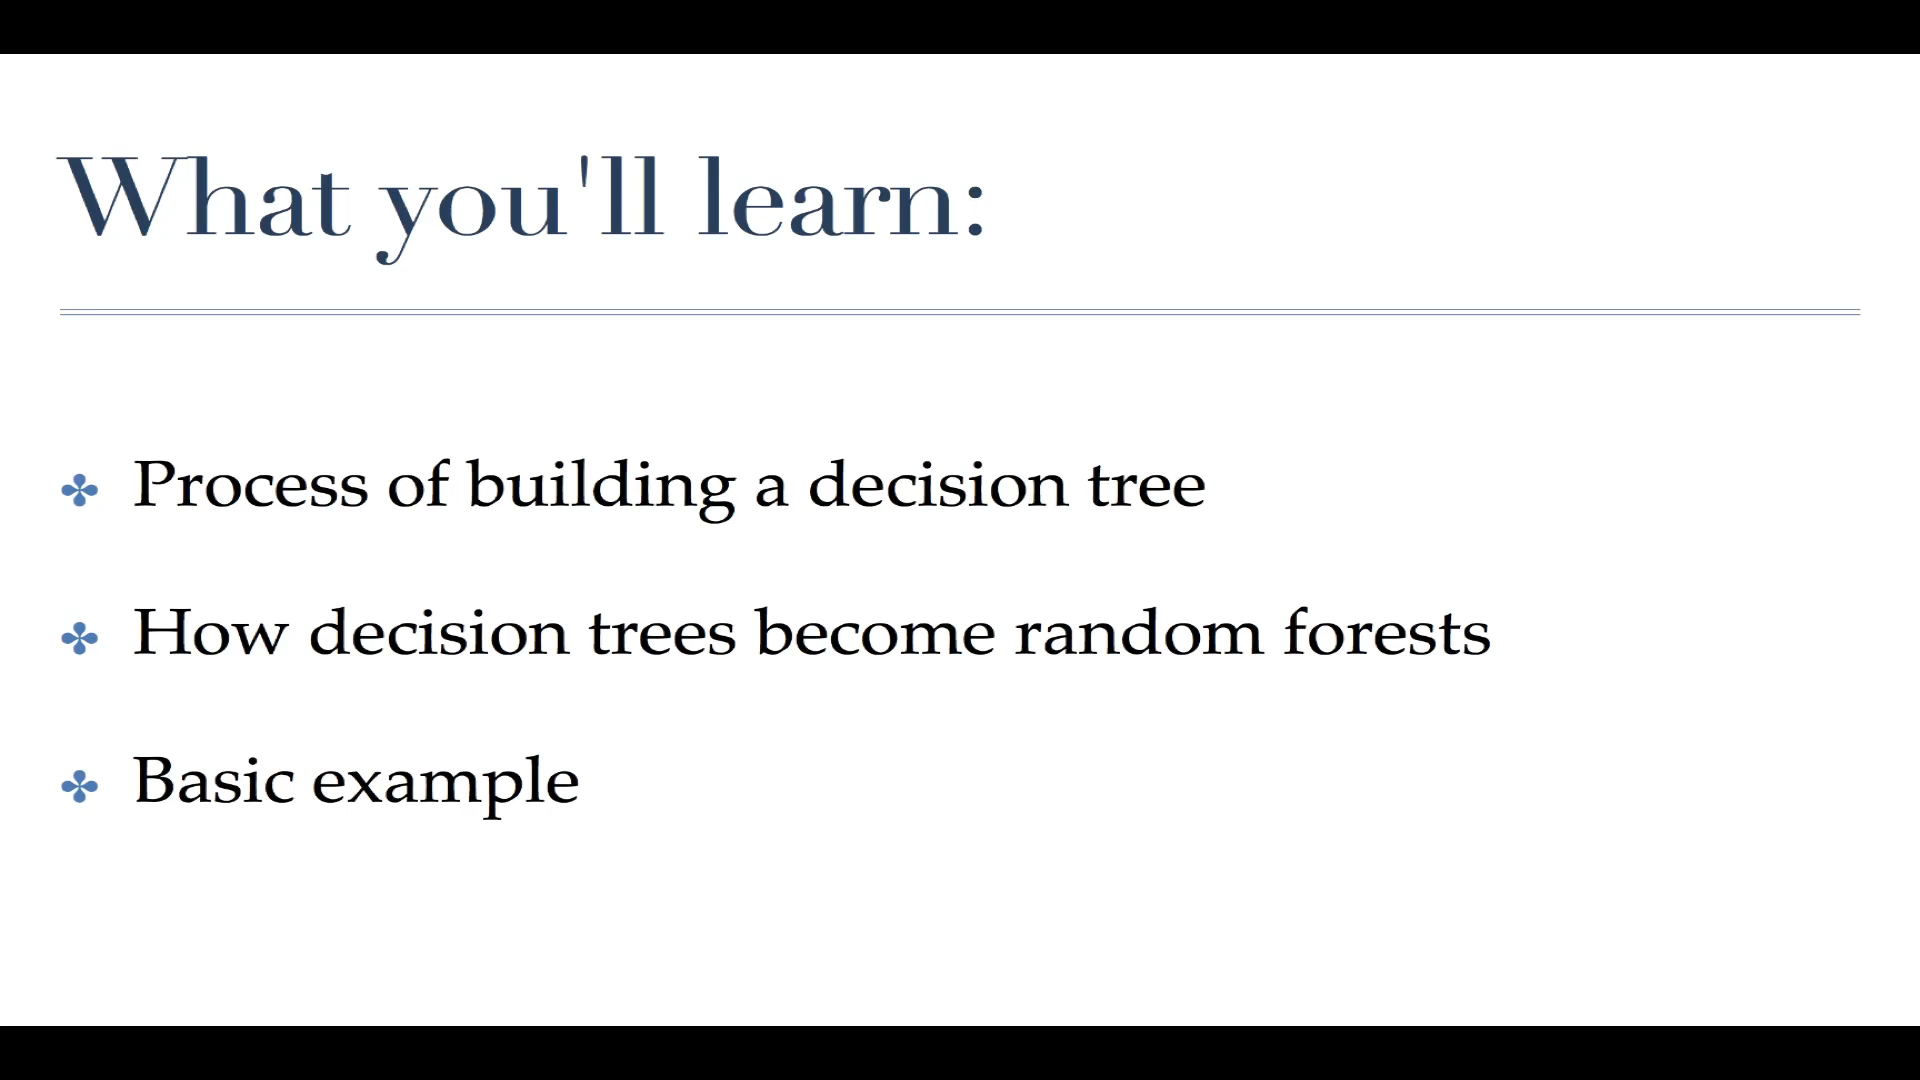 What you'll learn:
Process of building a decision tree
How decision trees become random forests
Basic example